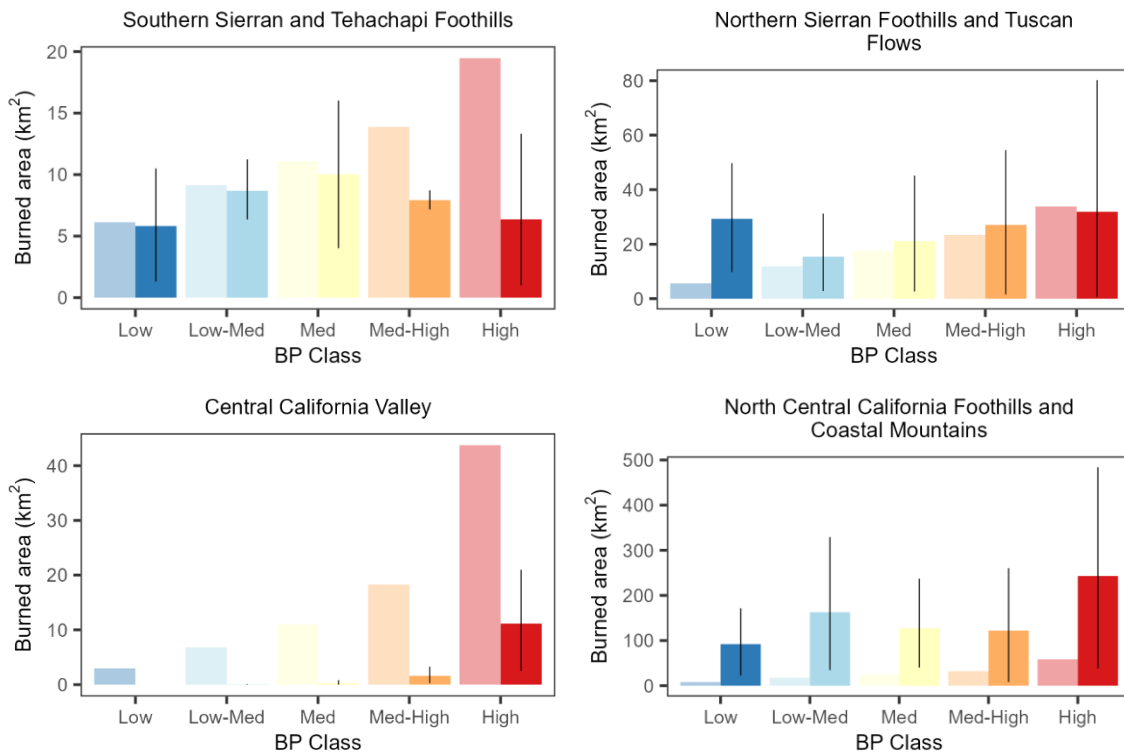 Southern Sierran and Tehachapi Foothills
Burned area (km²)
20
15
10
5
0
Low Low-Med Med Med-High High
BP Class
Northern Sierran Foothills and Tuscan
Flows
Burned area (km²)
80
60
40
20
0
Low Low-Med Med Med-High High
BP Class
Central California Valley
Burned area (km²)
40
30
20
10
0
Low Low-Med Med Med-High High
BP Class
North Central California Foothills and
Coastal Mountains
Burned area (km²)
500
400
300
200
100
0
Low Low-Med Med Med-High High
BP Class